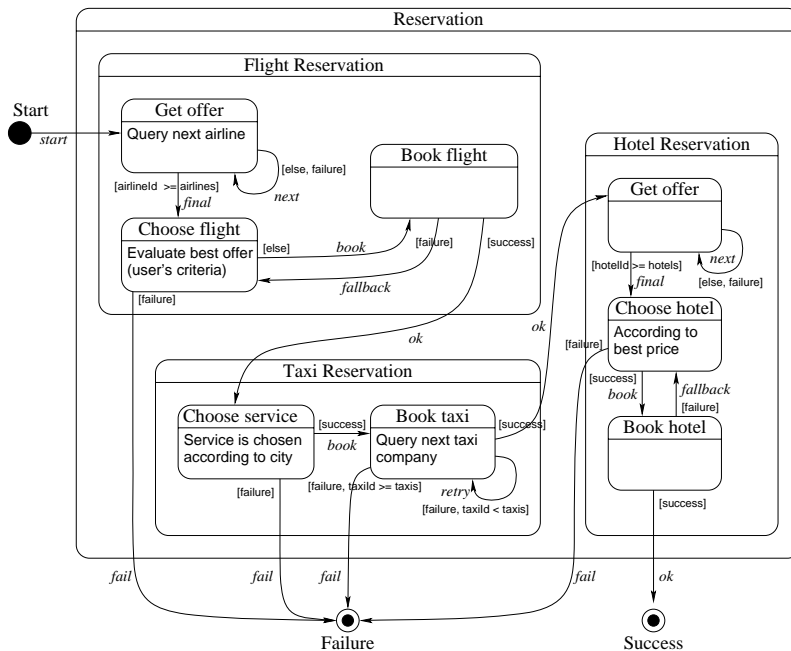 Reservation
Flight Reservation
Start
start
Get offer
Query next airline
[else, failure]
next
[airlineId >= airlines]
final
Choose flight
Evaluate best offer
(user's criteria)
[failure]
[else]
book
Book flight
[failure]
[success]
fallback
ok
Taxi Reservation
Choose service
Service is chosen
according to city
[failure]
[success]
book
Book taxi
Query next taxi
company
[success]
[failure, taxiId >= taxis]
retry
[failure, taxiId < taxis]
ok
Hotel Reservation
Get offer
next
[else, failure]
[hotelId >= hotels]
final
Choose hotel
According to
best price
[failure]
[success]
book
fallback
[failure]
Book hotel
[success]
fail
fail
fail
fail
ok
Failure
Success